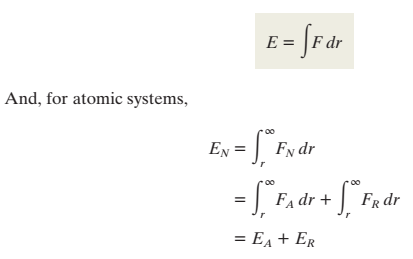 E = ∫F dr
And, for atomic systems,
E_N = ∫_r^∞ F_N dr
= ∫_r^∞ F_A dr + ∫_r^∞ F_R dr
= E_A + E_R